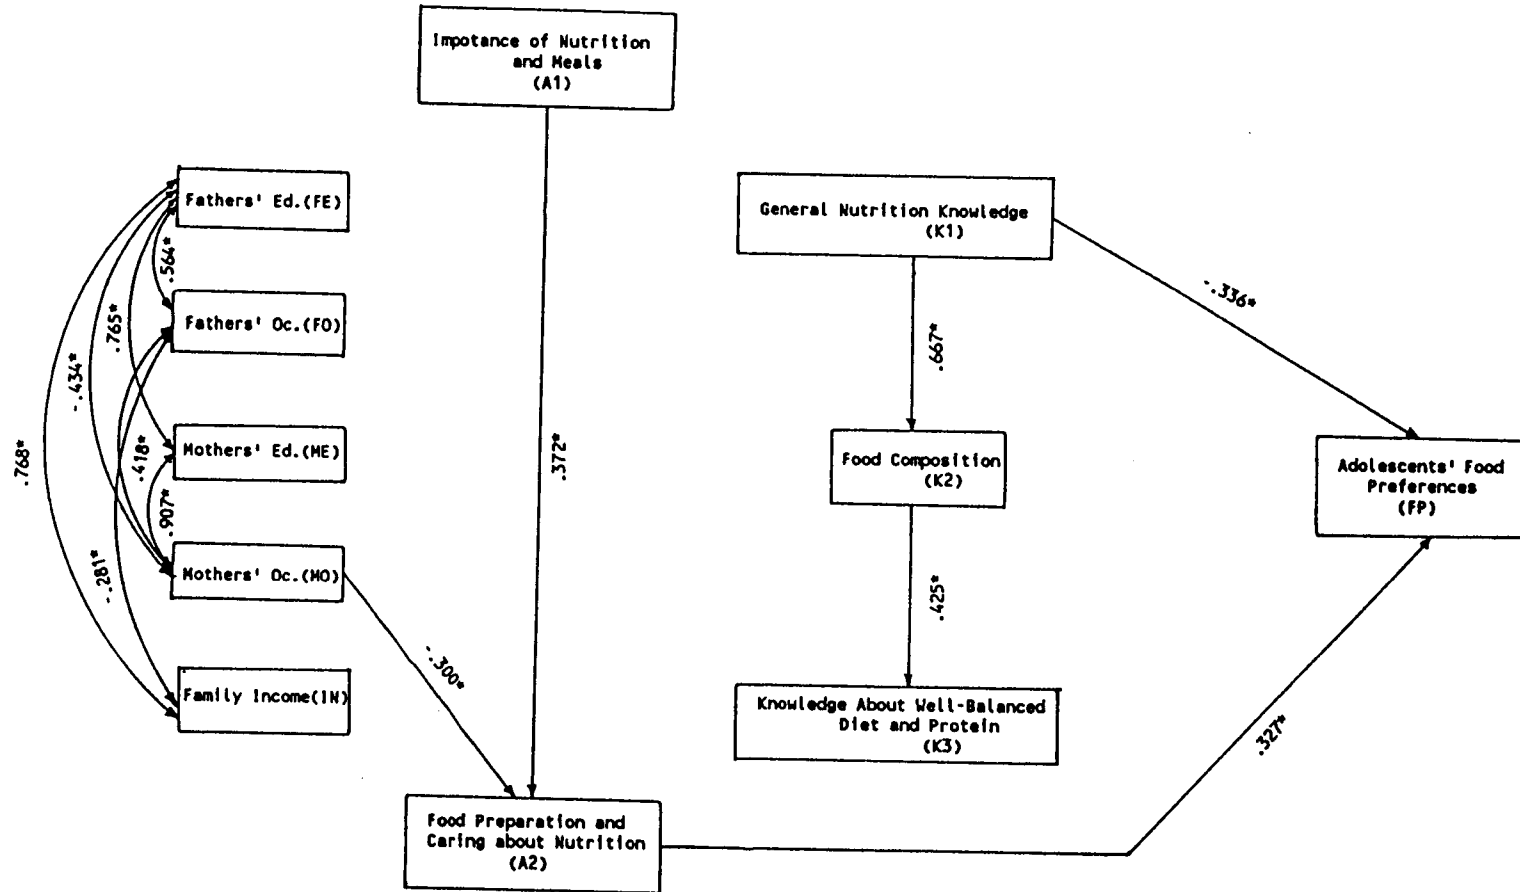 Impotance of Nutrition
and Meals
(A1)
Fathers' Ed.(FE)
General Nutrition Knowledge
(K1)
.564*
-.336*
Fathers' Oc.(FO)
.765*
.667*
-.434*
Mothers' Ed.(ME)
.418*
.768*
.372*
Food Composition
(K2)
Adolescents' Food
Preferences
(FP)
.907*
Mothers' Oc.(MO)
-.281*
.425*
-.300*
Family Income(IN)
Knowledge About Well-Balanced
Diet and Protein
(K3)
.327*
Food Preparation and
Caring about Nutrition
(A2)